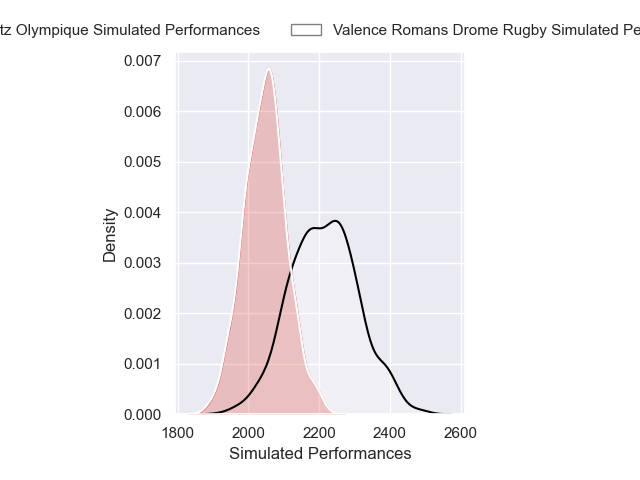 tz Olympique Simulated Performances
Valence Romans Drome Rugby Simulated Pe
0.007
0.006
0.005
0.004
0.003
0.002
0.001
0.000
Density
1800 2000 2200 2400 2600
Simulated Performances